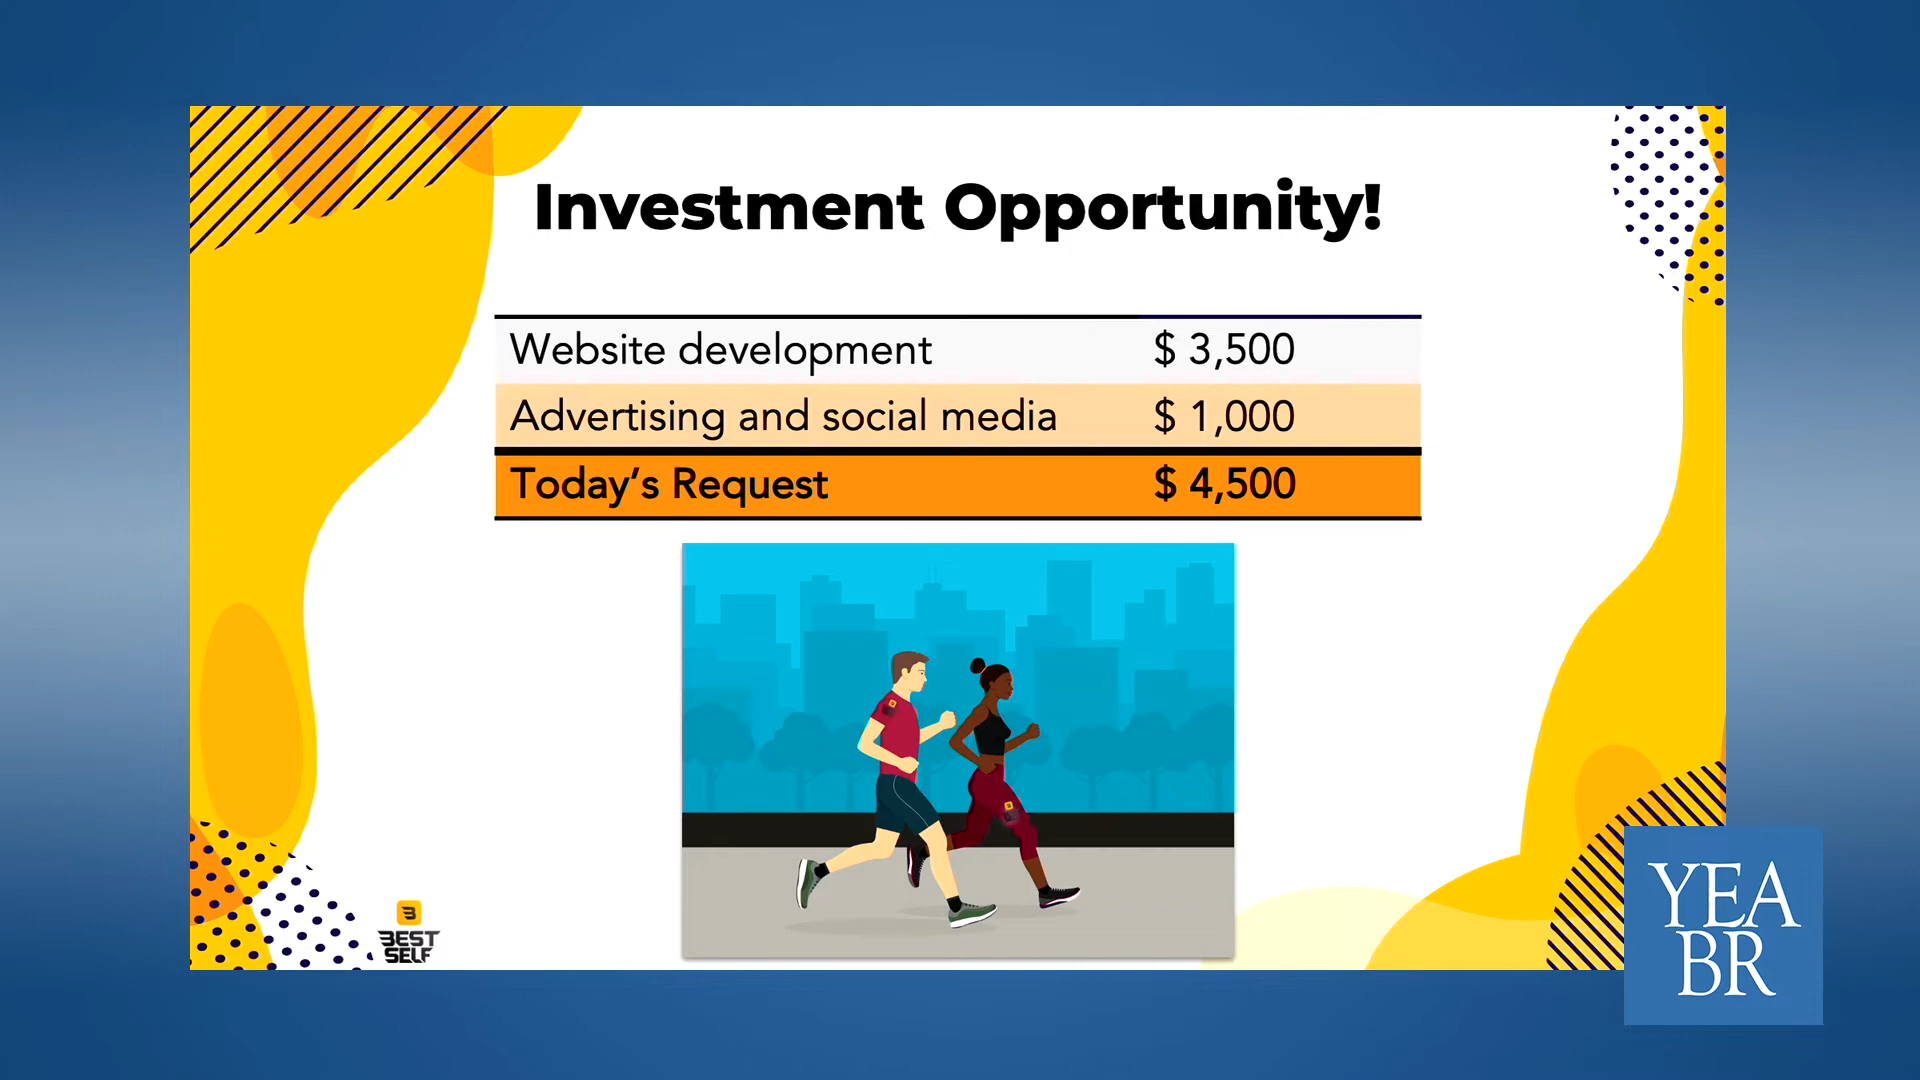 Investment Opportunity!
Website development $ 3,500
Advertising and social media $ 1,000
Today's Request $ 4,500
BEST
SELF
YEA
BR